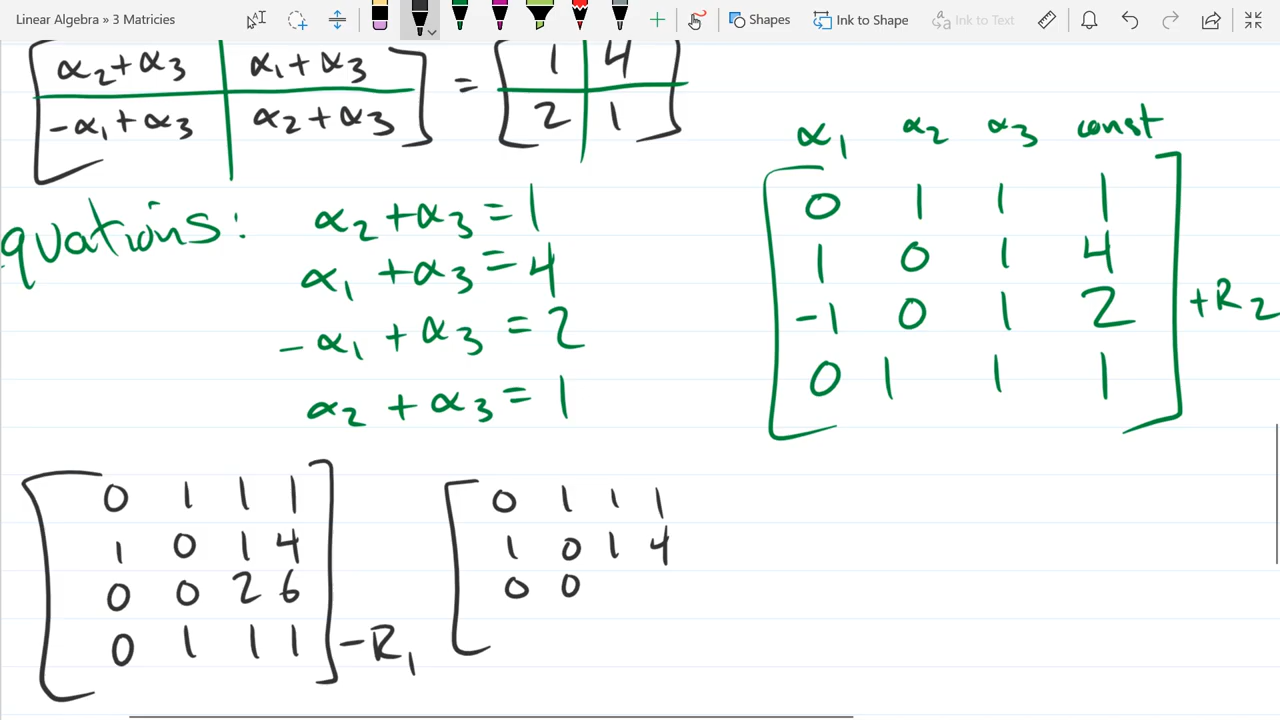 Linear Algebra » 3 Matricies Shapes Ink to Shape Ink to Text
α2+α3 α1+α3 = 1 4
-α1+α3 α2+α3 2 1
α1 α2 α3 const
0 1 1 1
1 0 1 4
-1 0 1 2 +R2
0 1 1 1
quations: α2+α3=1
α1 +α3=4
-α1+α3=2
α2+α3=1
0 1 1 1
1 0 1 4
0 0 2 6
0 1 1 1 -R1
0 1 1 1
1 0 1 4
0 0